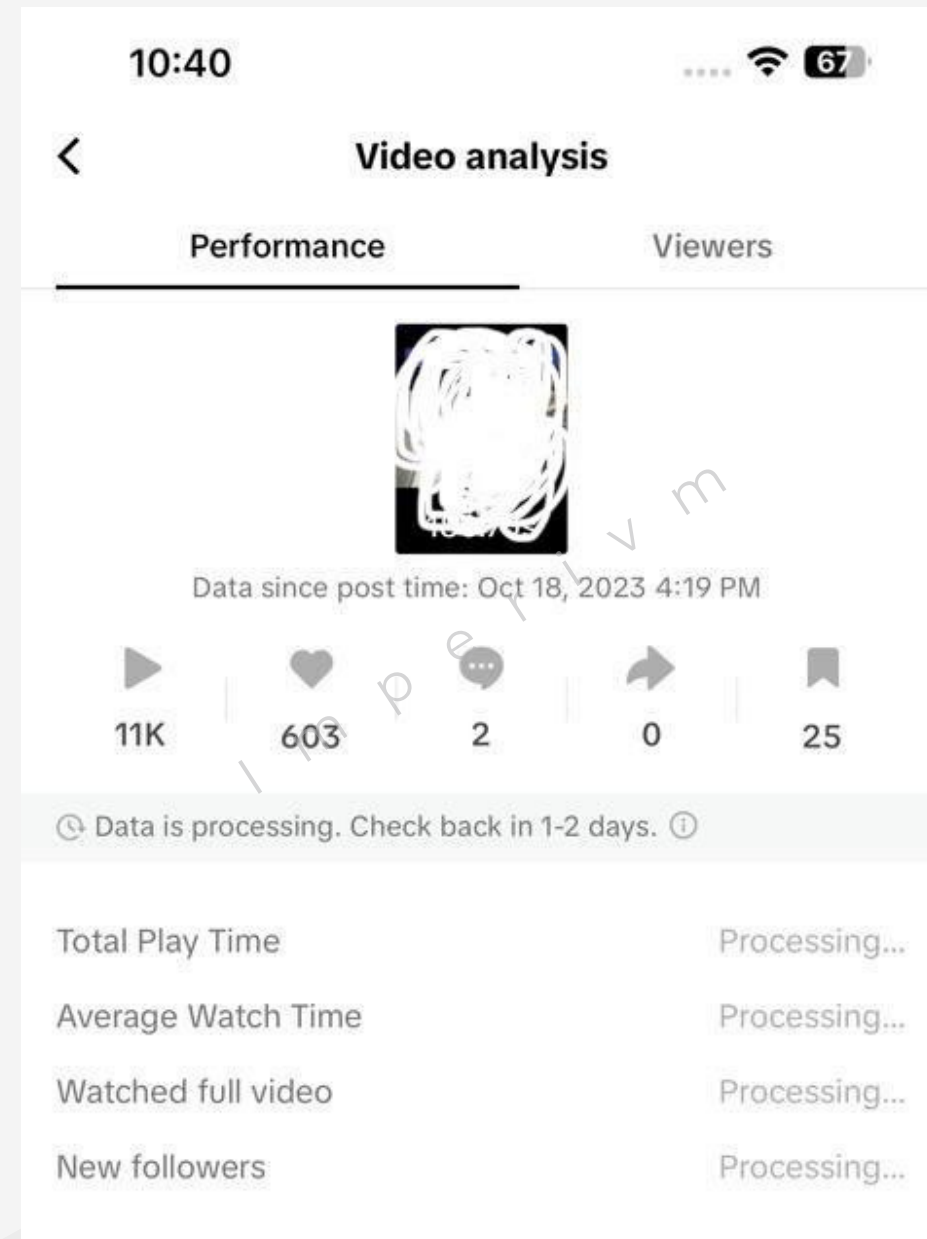 10:40
67
Video analysis
Performance
Viewers
Data since post time: Oct 18, 2023 4:19 PM
11K
603
2
0
25
Data is processing. Check back in 1-2 days.
Total Play Time
Processing...
Average Watch Time
Processing...
Watched full video
Processing...
New followers
Processing...
Imperivm